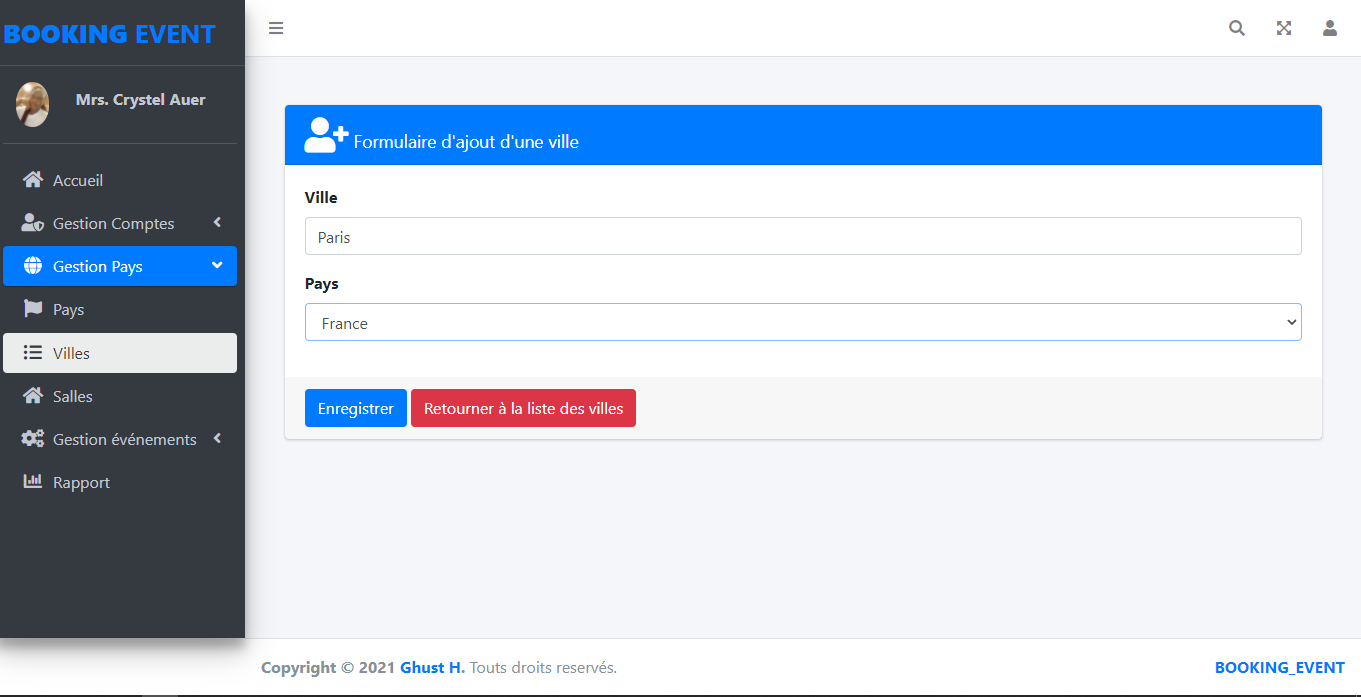 BOOKING EVENT
Mrs. Crystel Auer
Accueil
Gestion Comptes
Gestion Pays
Pays
Villes
Salles
Gestion événements
Rapport
Formulaire d'ajout d'une ville
Ville
Paris
Pays
France
Enregistrer Retourner à la liste des villes
Copyright © 2021 Ghust H. Touts droits reservés.
BOOKING_EVENT